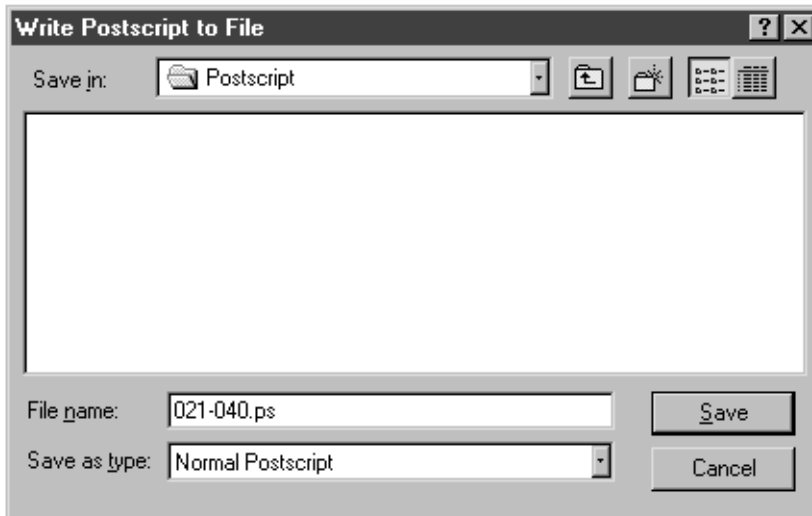 Write Postscript to File
Save in: Postscript
File name: 021-040.ps Save
Save as type: Normal Postscript Cancel